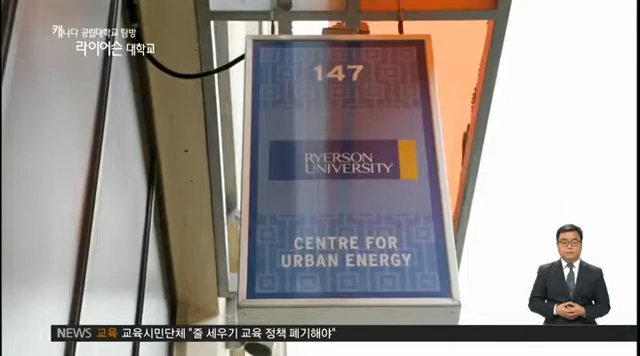 캐나다 공립대학교 탐방
라이어슨 대학교
147
RYERSON
UNIVERSITY
CENTRE FOR
URBAN ENERGY
NEWS 교육 교육시민단체 "줄 세우기 교육 정책 폐기해야"